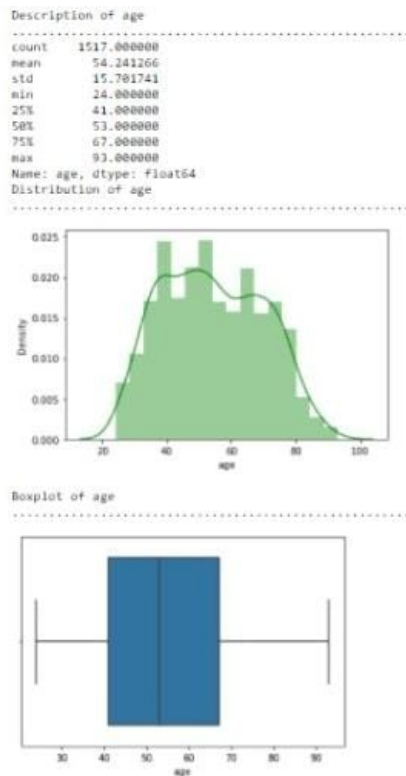 Description of age
................................................................
count 1517.000000
mean 54.241266
std 15.701741
min 24.000000
25% 41.000000
50% 53.000000
75% 67.000000
max 93.000000
Name: age, dtype: float64
Distribution of age
................................................................
0.025
0.020
0.015
0.010
0.005
0.000
Density
20 40 60 80 100
age
Boxplot of age
................................................................
30 40 50 60 70 80 90
age